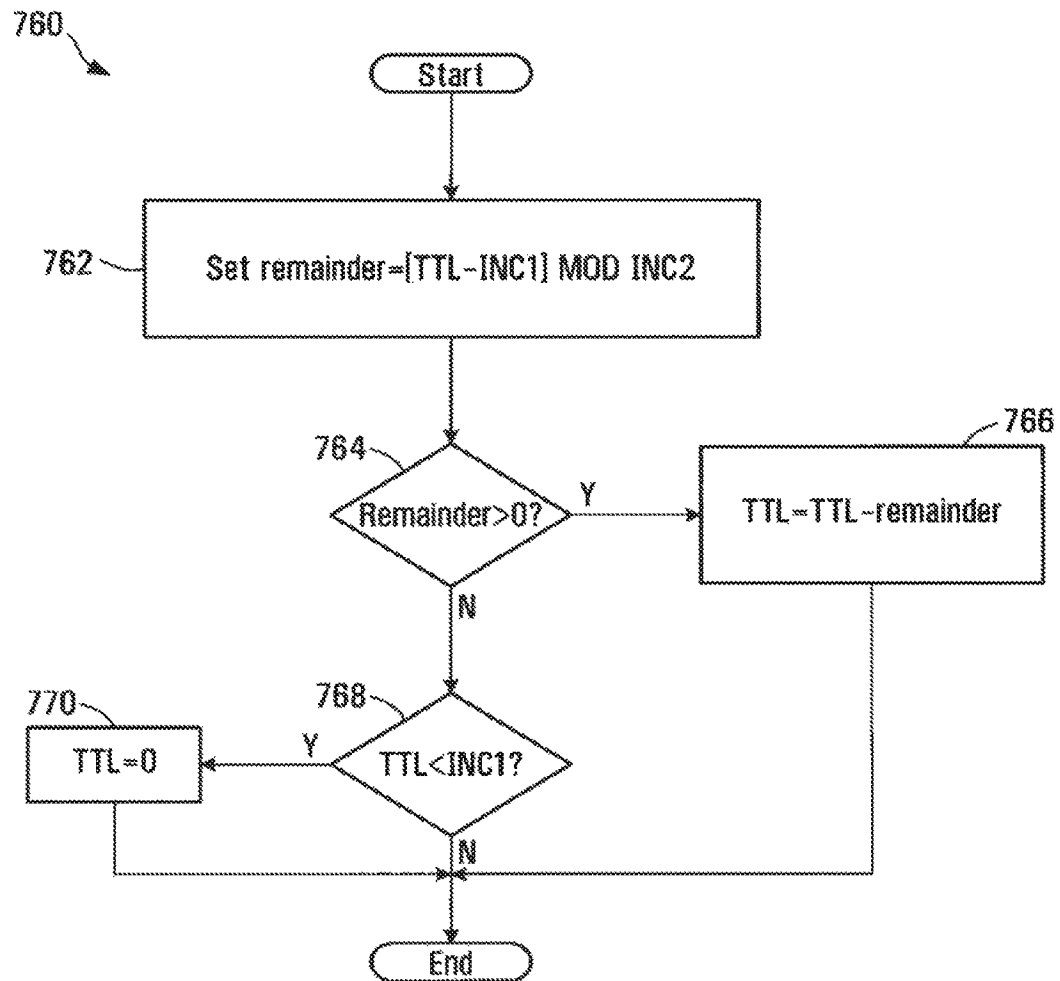 760
Start
762
Set remainder=[TTL-INC1] MOD INC2
764
Remainder>0?
Y
766
TTL=TTL-remainder
N
768
770
TTL=0
Y
TTL<INC1?
N
End